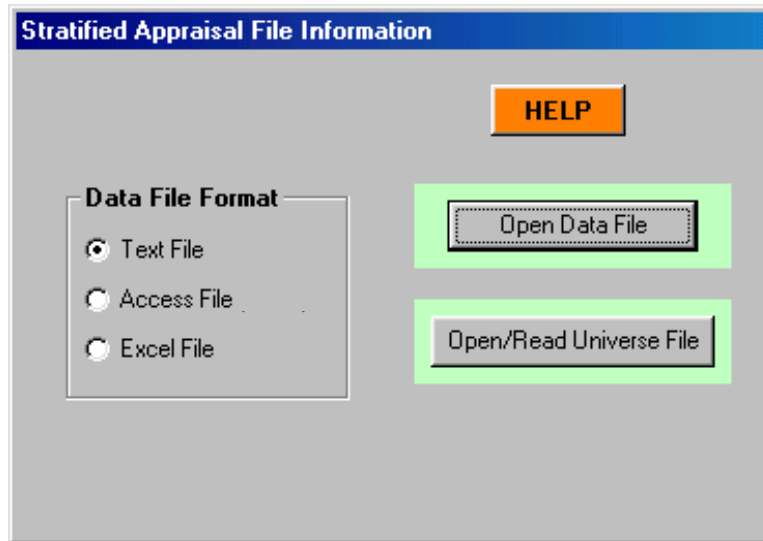 Stratified Appraisal File Information
HELP
Data File Format
Text File
Access File
Excel File
Open Data File
Open/Read Universe File